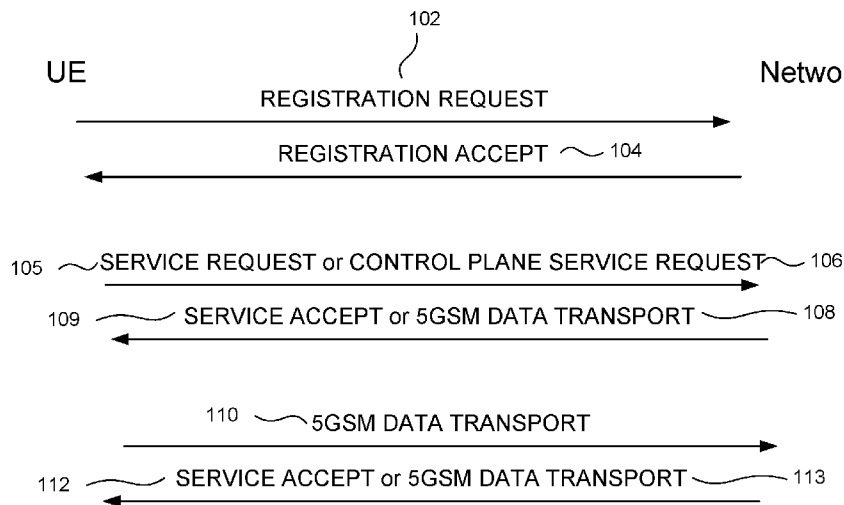 102
UE Netwo
REGISTRATION REQUEST
REGISTRATION ACCEPT 104
105 SERVICE REQUEST or CONTROL PLANE SERVICE REQUEST 106
109 SERVICE ACCEPT or 5GSM DATA TRANSPORT 108
110 5GSM DATA TRANSPORT
112 SERVICE ACCEPT or 5GSM DATA TRANSPORT 113